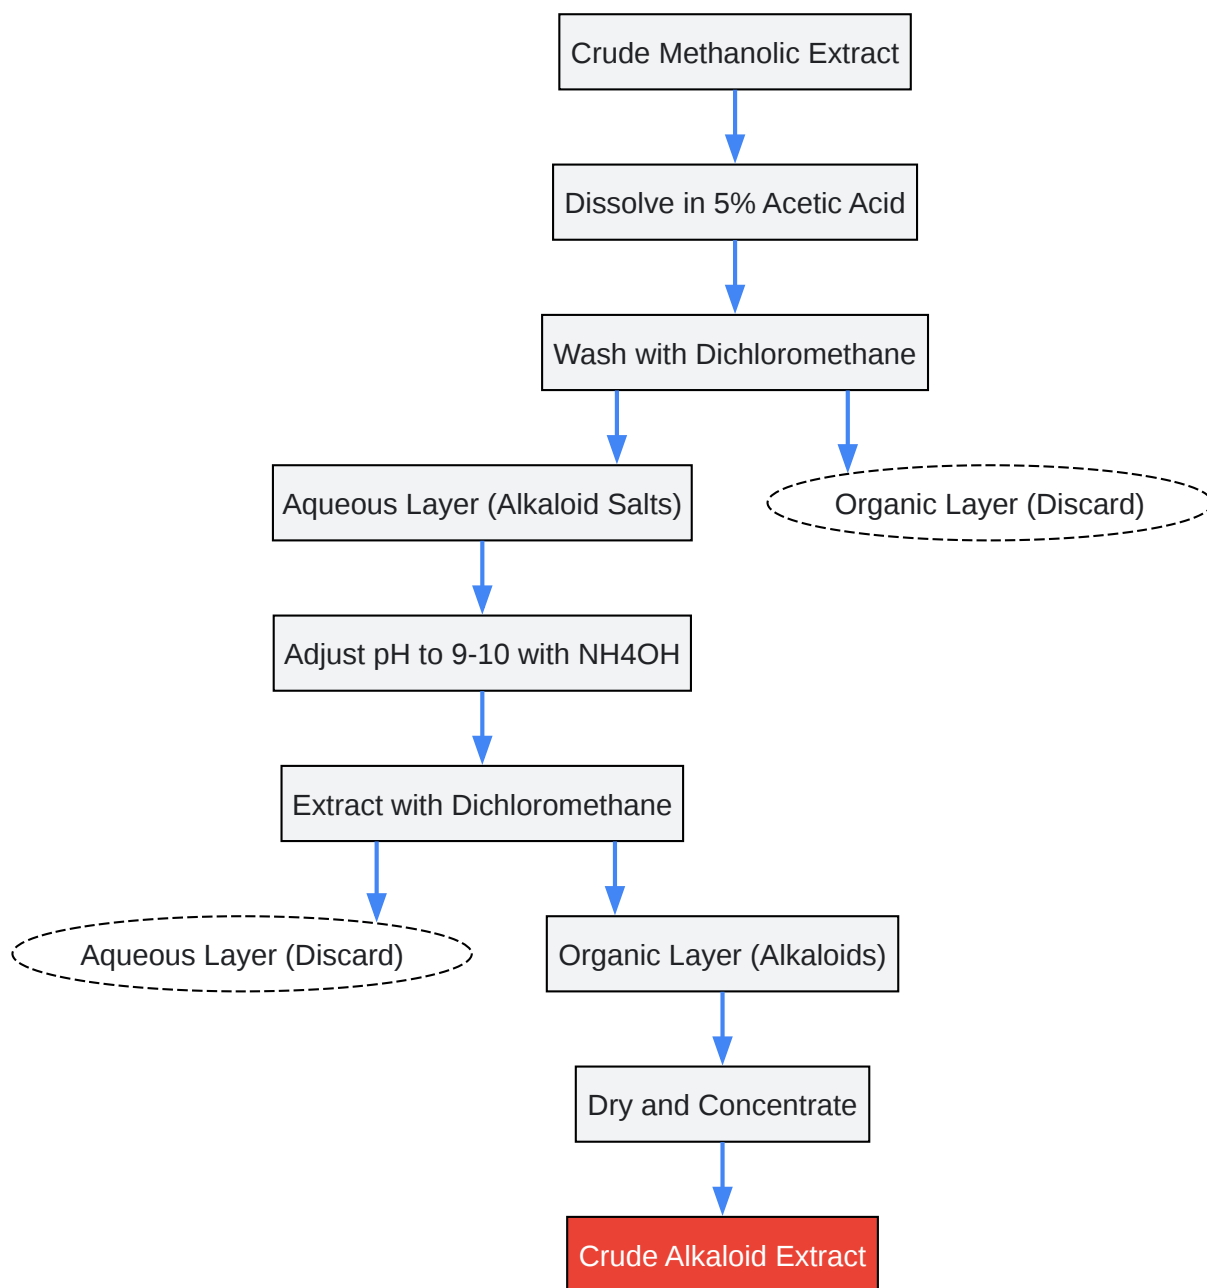 Crude Methanolic Extract
Dissolve in 5% Acetic Acid
Wash with Dichloromethane
Aqueous Layer (Alkaloid Salts)
Organic Layer (Discard)
Adjust pH to 9-10 with NH4OH
Extract with Dichloromethane
Aqueous Layer (Discard)
Organic Layer (Alkaloids)
Dry and Concentrate
Crude Alkaloid Extract